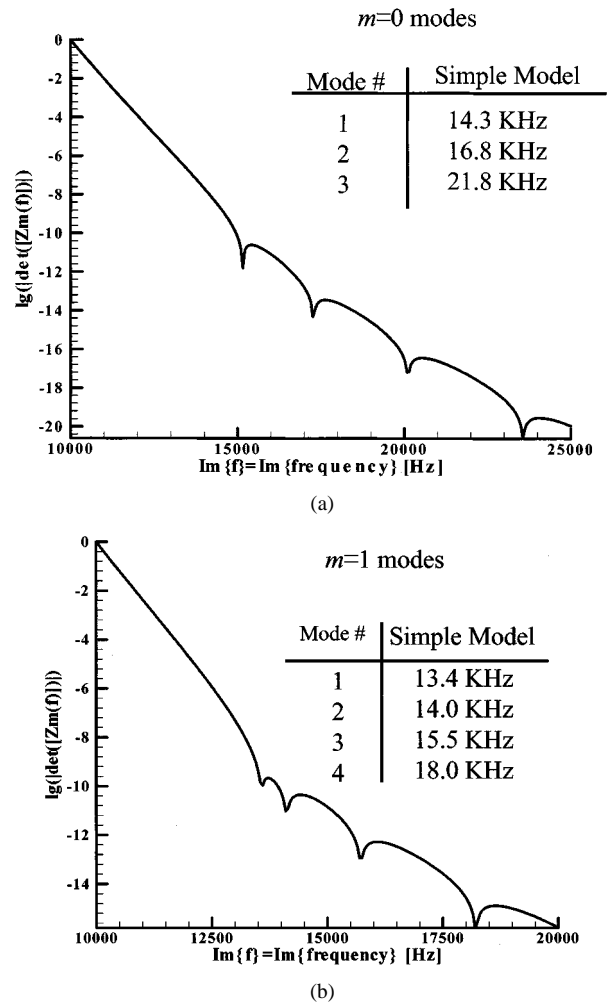 m=0 modes
Mode # Simple Model
1 14.3 KHz
2 16.8 KHz
3 21.8 KHz
lg(|det([Zm(f)])|)
0
-2
-4
-6
-8
-10
-12
-14
-16
-18
-20
10000 15000 20000 25000
Im{f}=Im{frequency} [Hz]
(a)
m=1 modes
Mode # Simple Model
1 13.4 KHz
2 14.0 KHz
3 15.5 KHz
4 18.0 KHz
lg(|det([Zm(f)])|)
0
-2
-4
-6
-8
-10
-12
-14
10000 12500 15000 17500 20000
Im{f}=Im{frequency} [Hz]
(b)